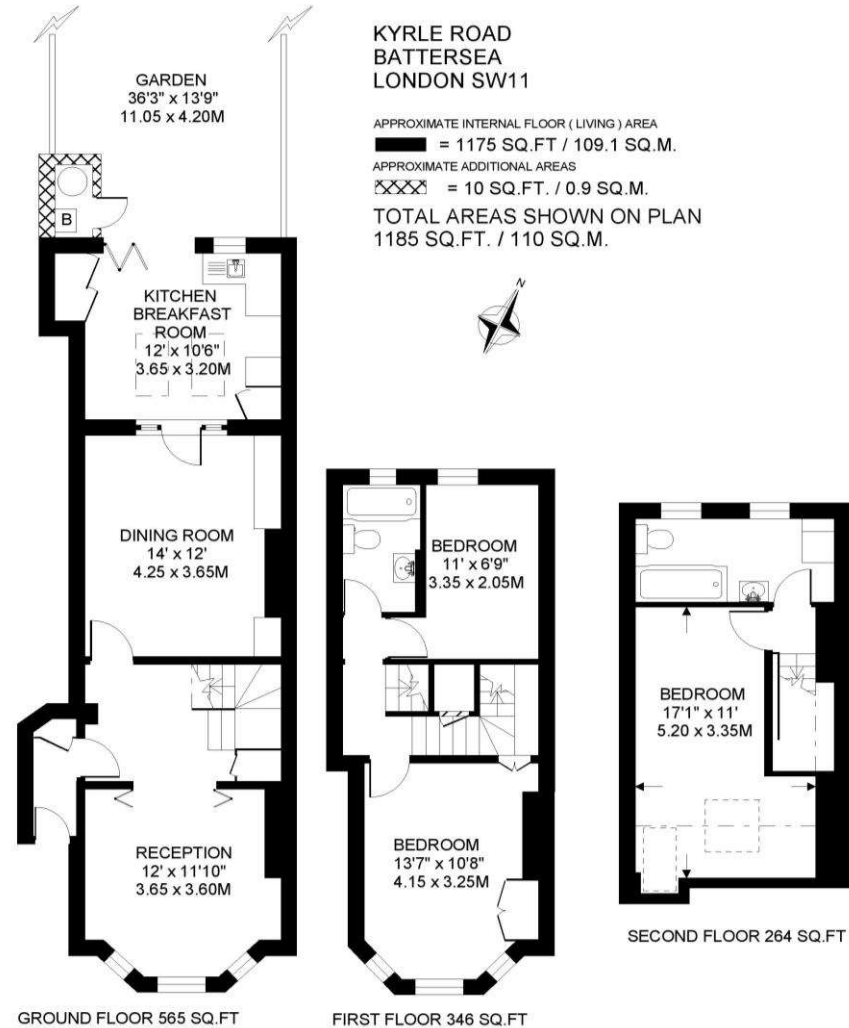 KYRLE ROAD
BATTERSEA
LONDON SW11
APPROXIMATE INTERNAL FLOOR ( LIVING ) AREA
= 1175 SQ.FT / 109.1 SQ.M.
APPROXIMATE ADDITIONAL AREAS
= 10 SQ.FT. / 0.9 SQ.M.
TOTAL AREAS SHOWN ON PLAN
1185 SQ.FT. / 110 SQ.M.
N
GARDEN
36'3" x 13'9"
11.05 x 4.20M
B
KITCHEN
BREAKFAST
ROOM
12' x 10'6"
3.65 x 3.20M
DINING ROOM
14' x 12'
4.25 x 3.65M
RECEPTION
12' x 11'10"
3.65 x 3.60M
GROUND FLOOR 565 SQ.FT
BEDROOM
11' x 6'9"
3.35 x 2.05M
BEDROOM
13'7" x 10'8"
4.15 x 3.25M
FIRST FLOOR 346 SQ.FT
BEDROOM
17'1" x 11'
5.20 x 3.35M
SECOND FLOOR 264 SQ.FT